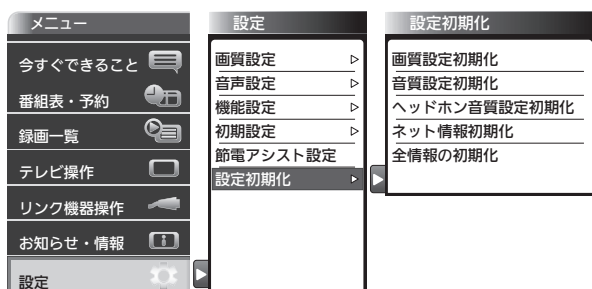 メニュー
今すぐできること
番組表・予約
録画一覧
テレビ操作
リンク機器操作
お知らせ・情報
設定
設定
画質設定
音声設定
機能設定
初期設定
節電アシスト設定
設定初期化
設定初期化
画質設定初期化
音質設定初期化
ヘッドホン音質設定初期化
ネット情報初期化
全情報の初期化